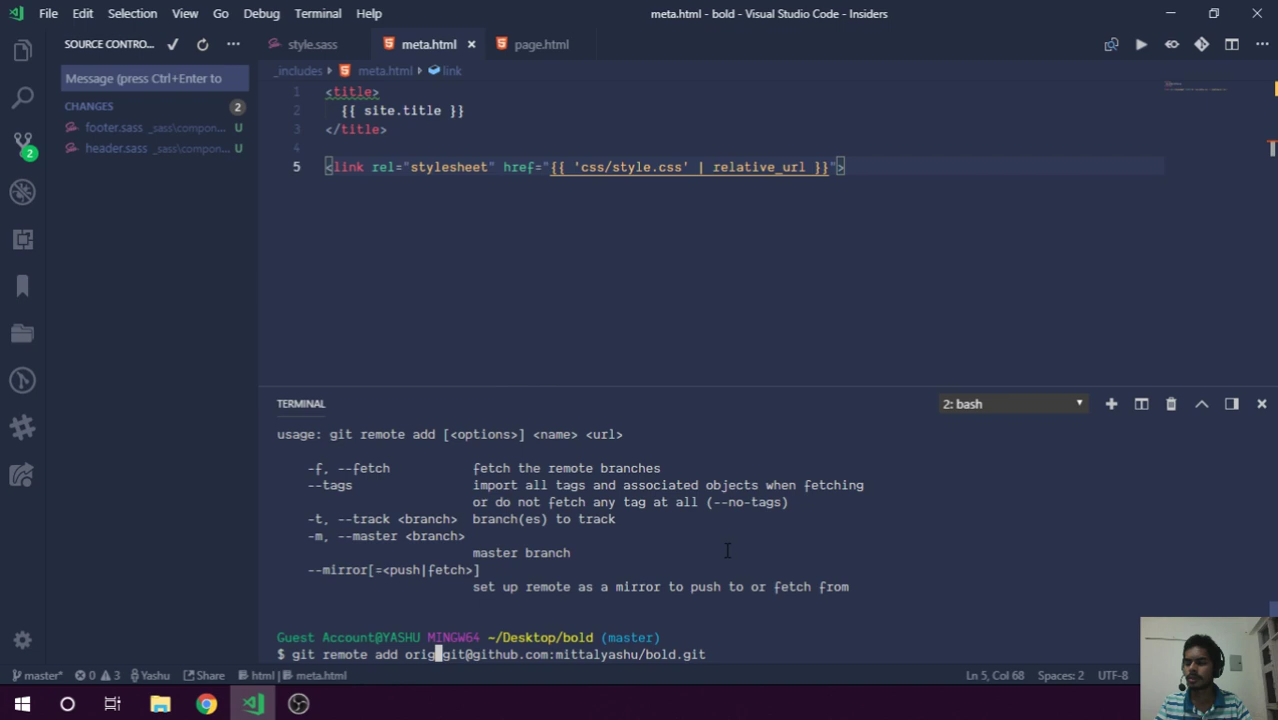 File Edit Selection View Go Debug Terminal Help
meta.html - bold - Visual Studio Code - Insiders
SOURCE CONTRO...
style.sass
meta.html
page.html
Message (press Ctrl+Enter to
CHANGES 2
footer.sass _sass\compon... U
header.sass _sass\compon... U
2
_includes
meta.html
link
1 <title>
2 {{ site.title }}
3 </title>
4
5 <link rel="stylesheet" href="{{ 'css/style.css' | relative_url }}">
TERMINAL
2: bash
usage: git remote add [<options>] <name> <url>
-f, --fetch fetch the remote branches
--tags import all tags and associated objects when fetching
or do not fetch any tag at all (--no-tags)
-t, --track <branch> branch(es) to track
-m, --master <branch>
master branch
--mirror[=<push|fetch>]
set up remote as a mirror to push to or fetch from
Guest Account@YASHU MINGW64 ~/Desktop/bold (master)
$ git remote add origgit@github.com:mittalyashu/bold.git
master* 0 3 Yashu Share html | meta.html
Ln 5, Col 68 Spaces: 2 UTF-8